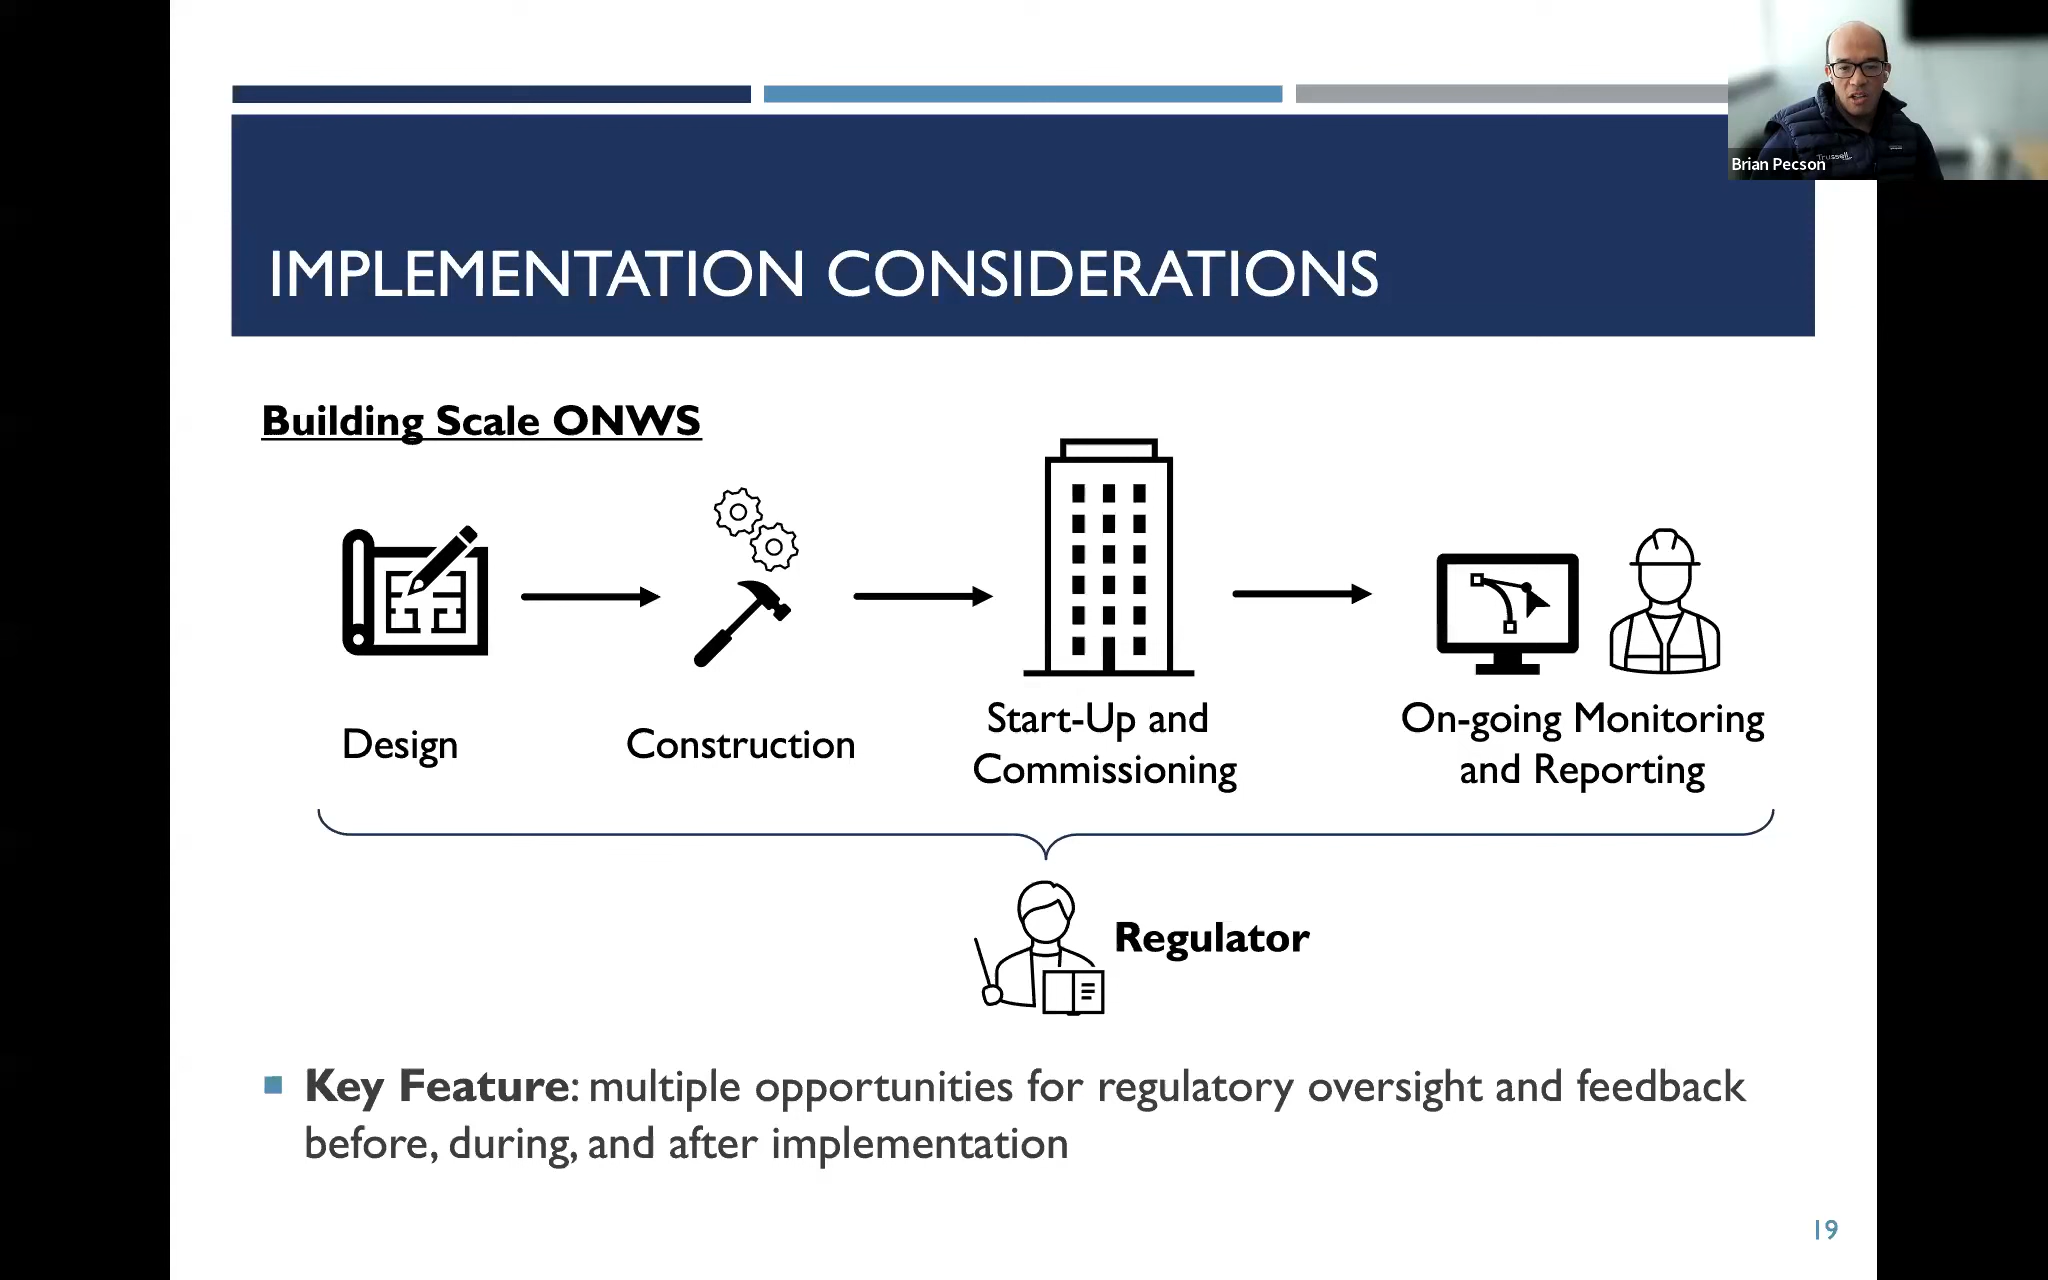 Brian Pecson
Trussell
IMPLEMENTATION CONSIDERATIONS
Building Scale ONWS
Design
Construction
Start-Up and
Commissioning
On-going Monitoring
and Reporting
Regulator
Key Feature: multiple opportunities for regulatory oversight and feedback
before, during, and after implementation
19